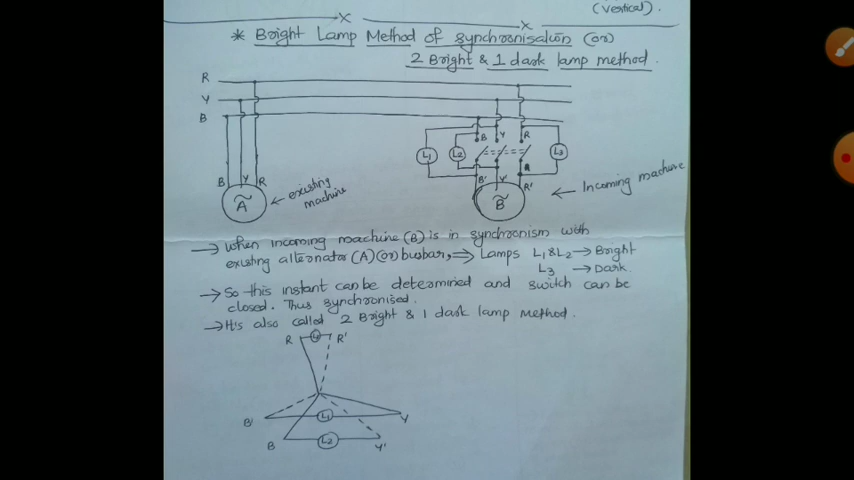 (vertical).
x x
* Bright Lamp Method of synchronisation (or)
2 Bright & 1 dark lamp method.
R
Y
B
B Y R
L1 L2 L3
B Y R
A
B' Y' R'
B
existing machine
Incoming machine
→ When incoming machine (B) is in synchronism with
existing alternator (A) (or) busbar, ⇒ Lamps L1 & L2 → Bright
L3 → Dark.
→ So this instant can be determined and switch can be
closed. Thus synchronised.
→ It's also called 2 Bright & 1 dark lamp method.
R R'
B' L1 Y
B L2 Y'